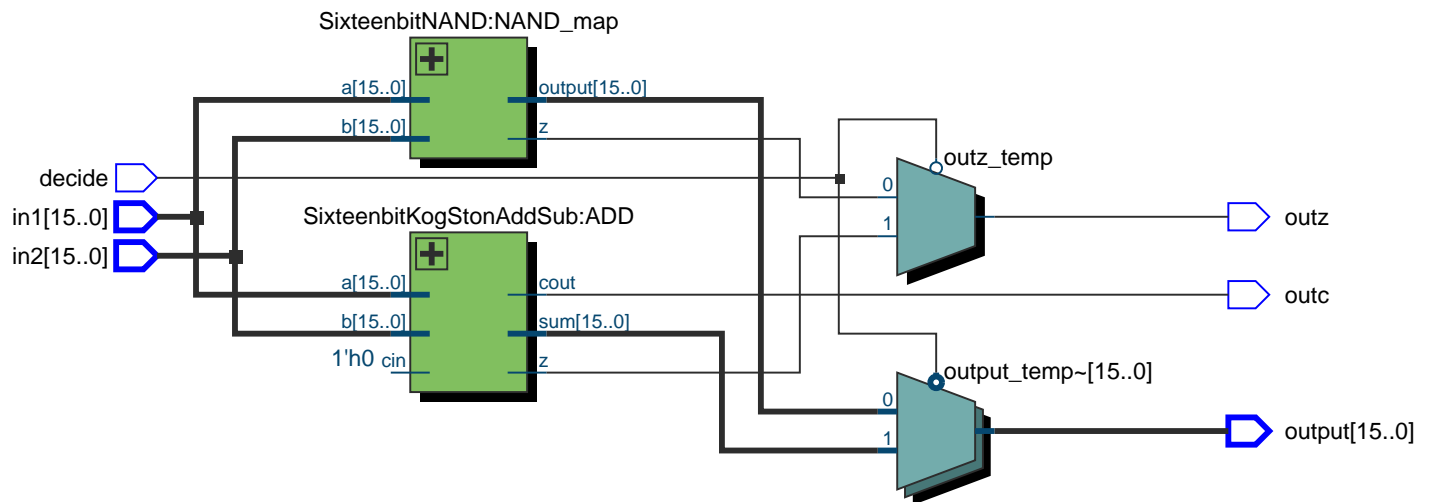 SixteenbitNAND:NAND_map
a[15..0]
output[15..0]
b[15..0]
z
decide
outz_temp
0
in1[15..0]
SixteenbitKogStonAddSub:ADD
outz
1
in2[15..0]
a[15..0]
cout
outc
b[15..0]
sum[15..0]
1'h0 cin
z
output_temp~[15..0]
0
1
output[15..0]